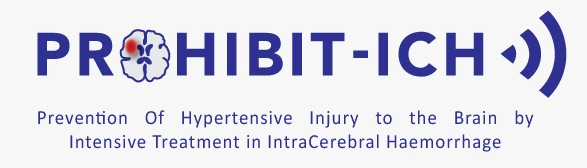 PROHIBIT-ICH
Prevention Of Hypertensive Injury to the Brain by
Intensive Treatment in IntraCerebral Haemorrhage